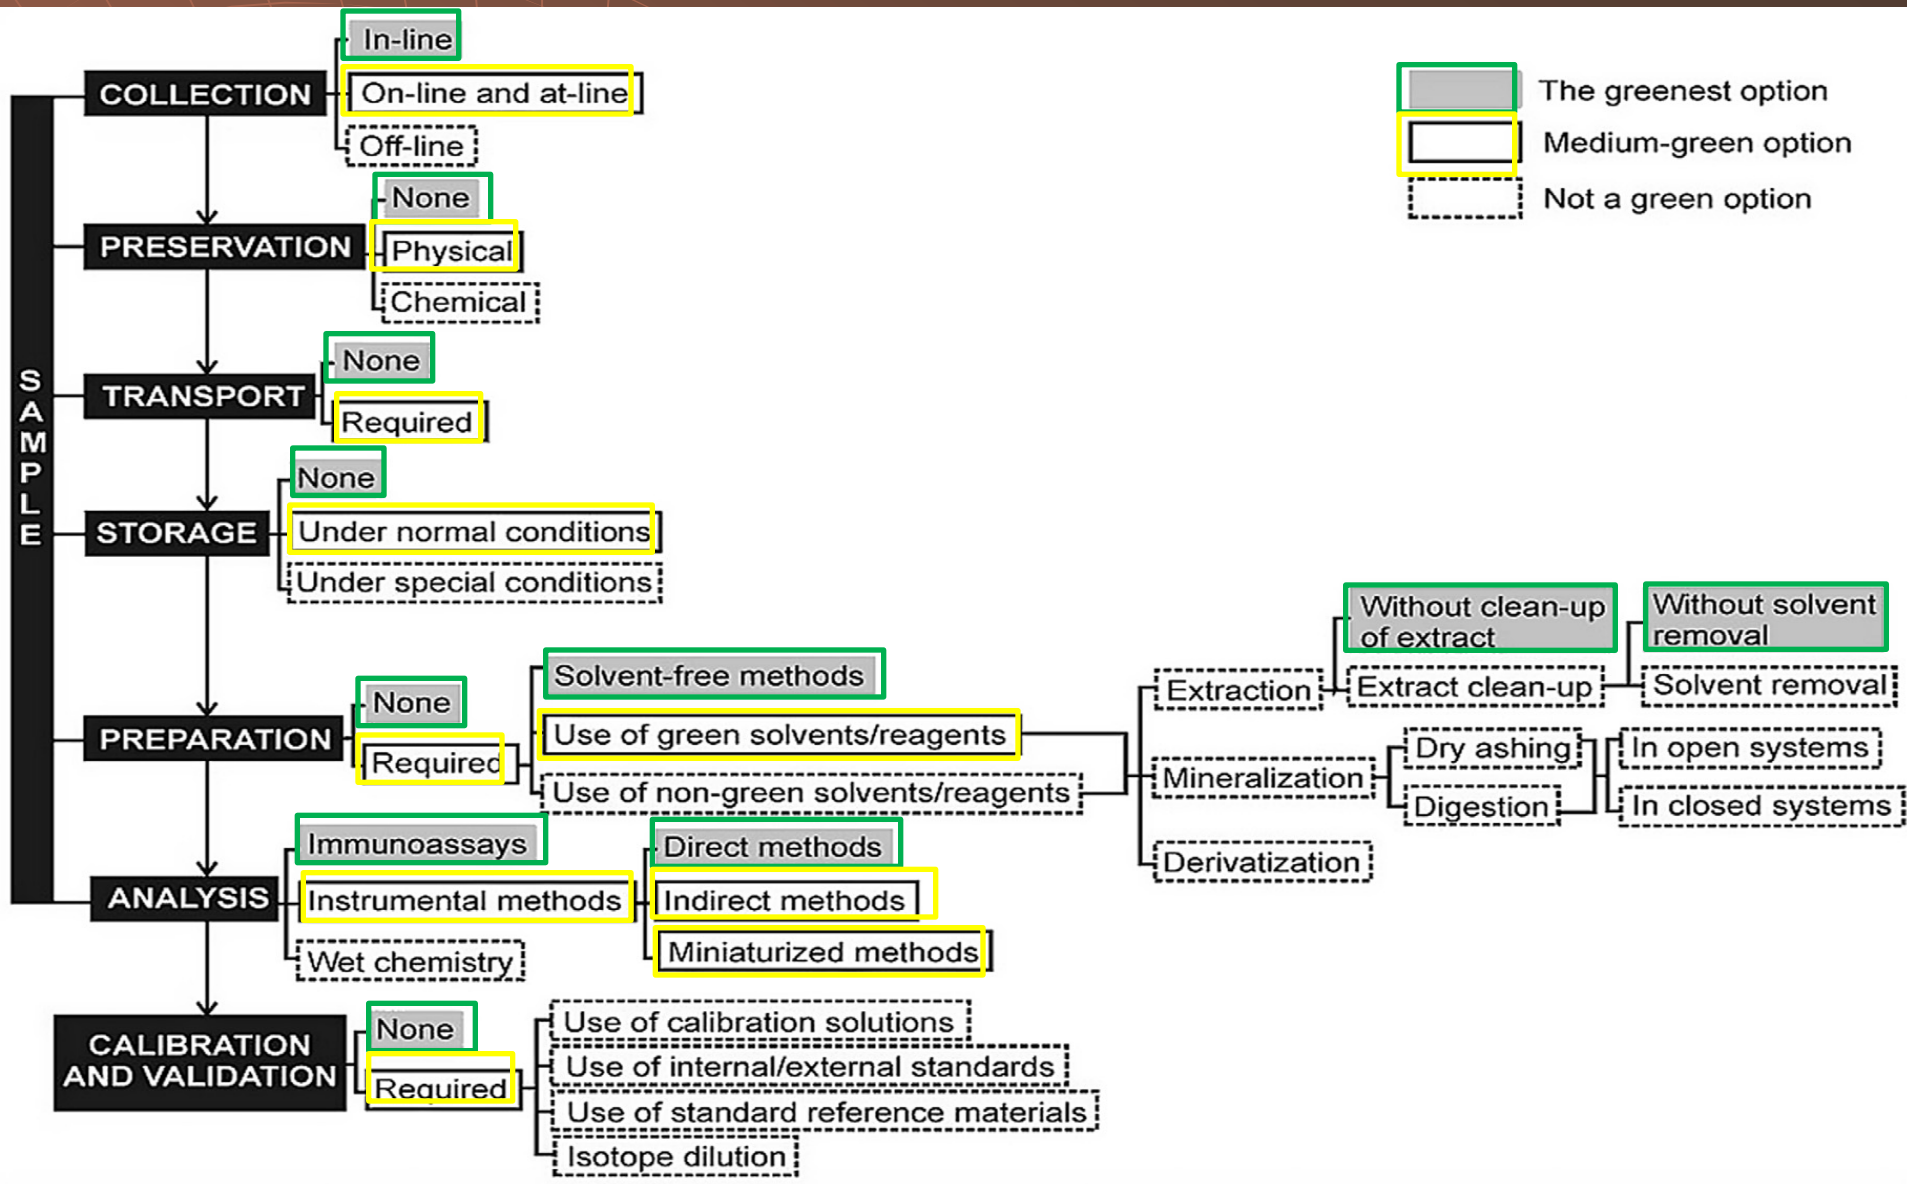 In-line
COLLECTION
On-line and at-line
Off-line
The greenest option
Medium-green option
Not a green option
None
PRESERVATION
Physical
Chemical
SAMPLE
None
TRANSPORT
Required
None
STORAGE
Under normal conditions
Under special conditions
None
PREPARATION
Required
Solvent-free methods
Use of green solvents/reagents
Use of non-green solvents/reagents
Extraction
Without clean-up
of extract
Extract clean-up
Without solvent
removal
Solvent removal
Mineralization
Dry ashing
Digestion
In open systems
In closed systems
Derivatization
Immunoassays
ANALYSIS
Instrumental methods
Wet chemistry
Direct methods
Indirect methods
Miniaturized methods
CALIBRATION
AND VALIDATION
None
Required
Use of calibration solutions
Use of internal/external standards
Use of standard reference materials
Isotope dilution